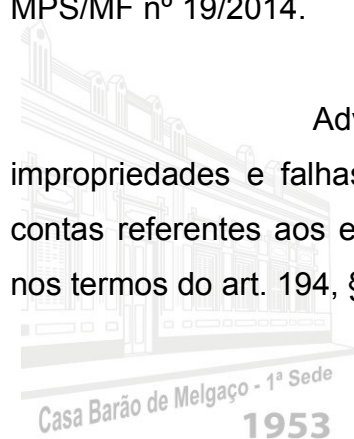 MPS/MF nº 19/2014.
impropriedades e falhas
contas referentes aos
nos termos do art. 194,
Casa Barão de Melgaço - 1ª Sede
1953